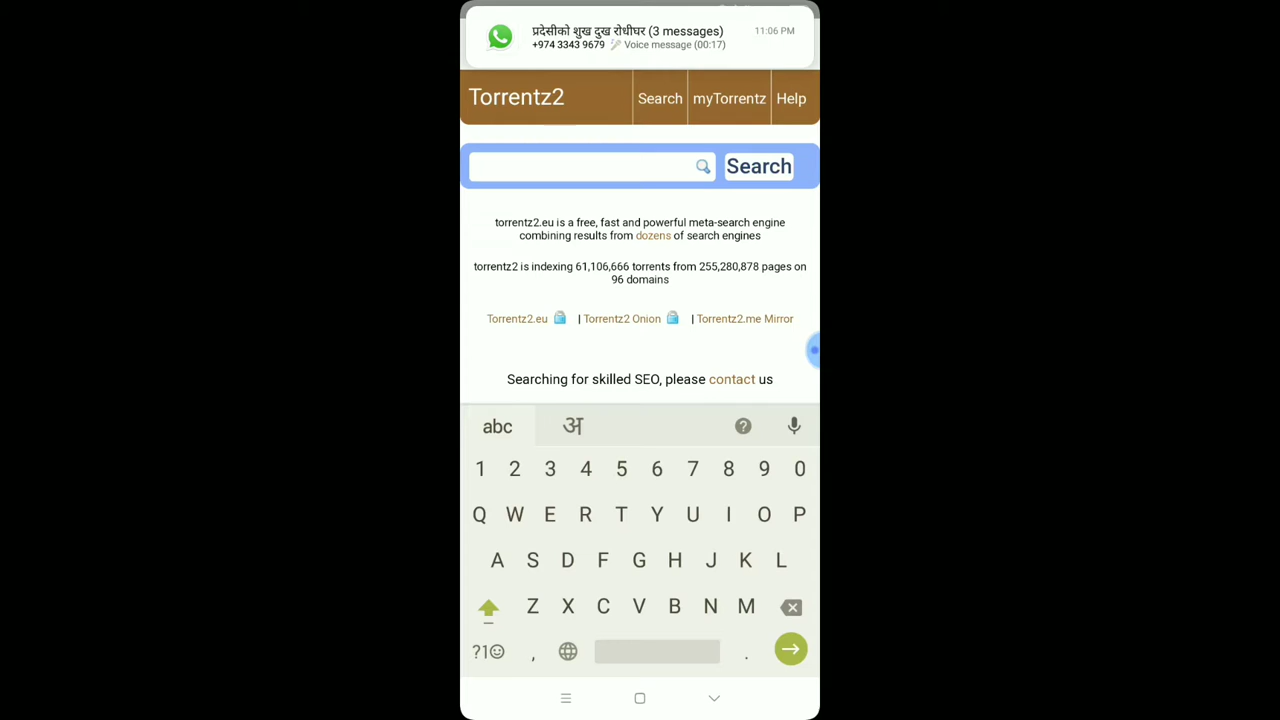 प्रदेसीको शुख दुख रोधीघर (3 messages)
11:06 PM
+974 3343 9679 🎤 Voice message (00:17)
Torrentz2
Search
myTorrentz
Help
Search
torrentz2.eu is a free, fast and powerful meta-search engine
combining results from dozens of search engines
torrentz2 is indexing 61,106,666 torrents from 255,280,878 pages on
96 domains
Torrentz2.eu | Torrentz2 Onion | Torrentz2.me Mirror
Searching for skilled SEO, please contact us
abc अ ?
1 2 3 4 5 6 7 8 9 0
Q W E R T Y U I O P
A S D F G H J K L
Z X C V B N M
?1☺ , .